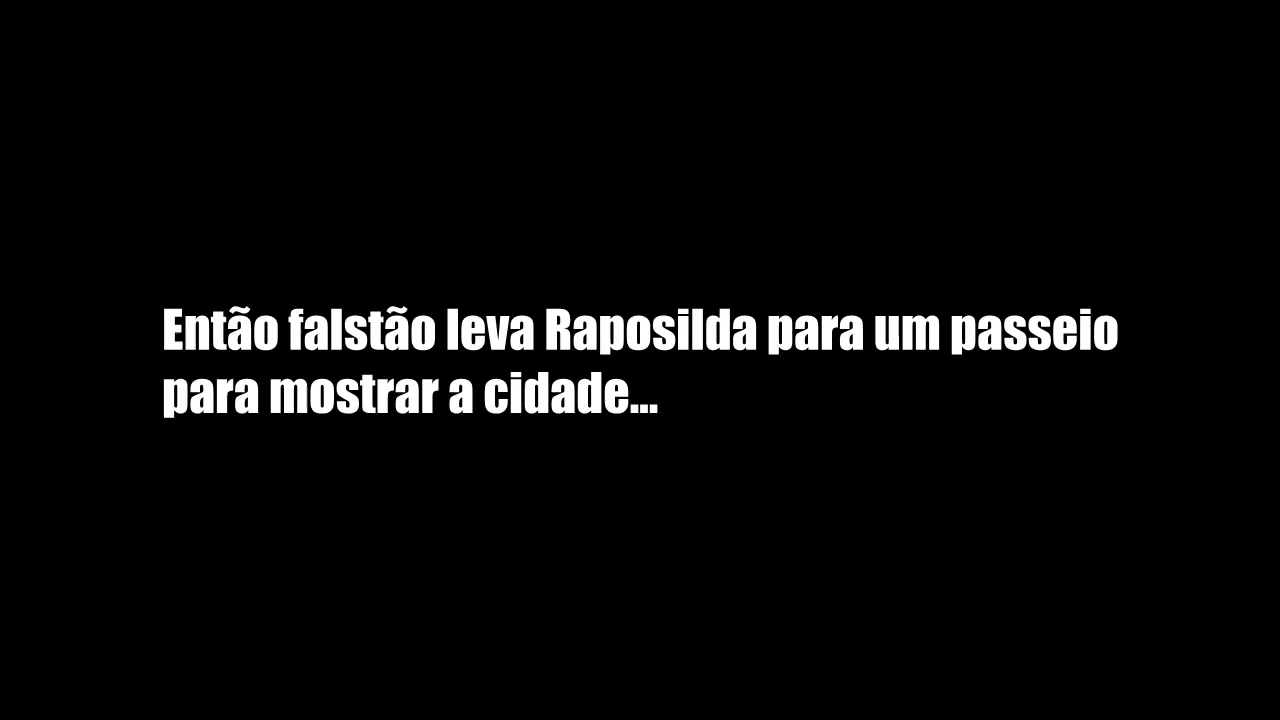 Então falstão leva Raposilda para um passeio
para mostrar a cidade...